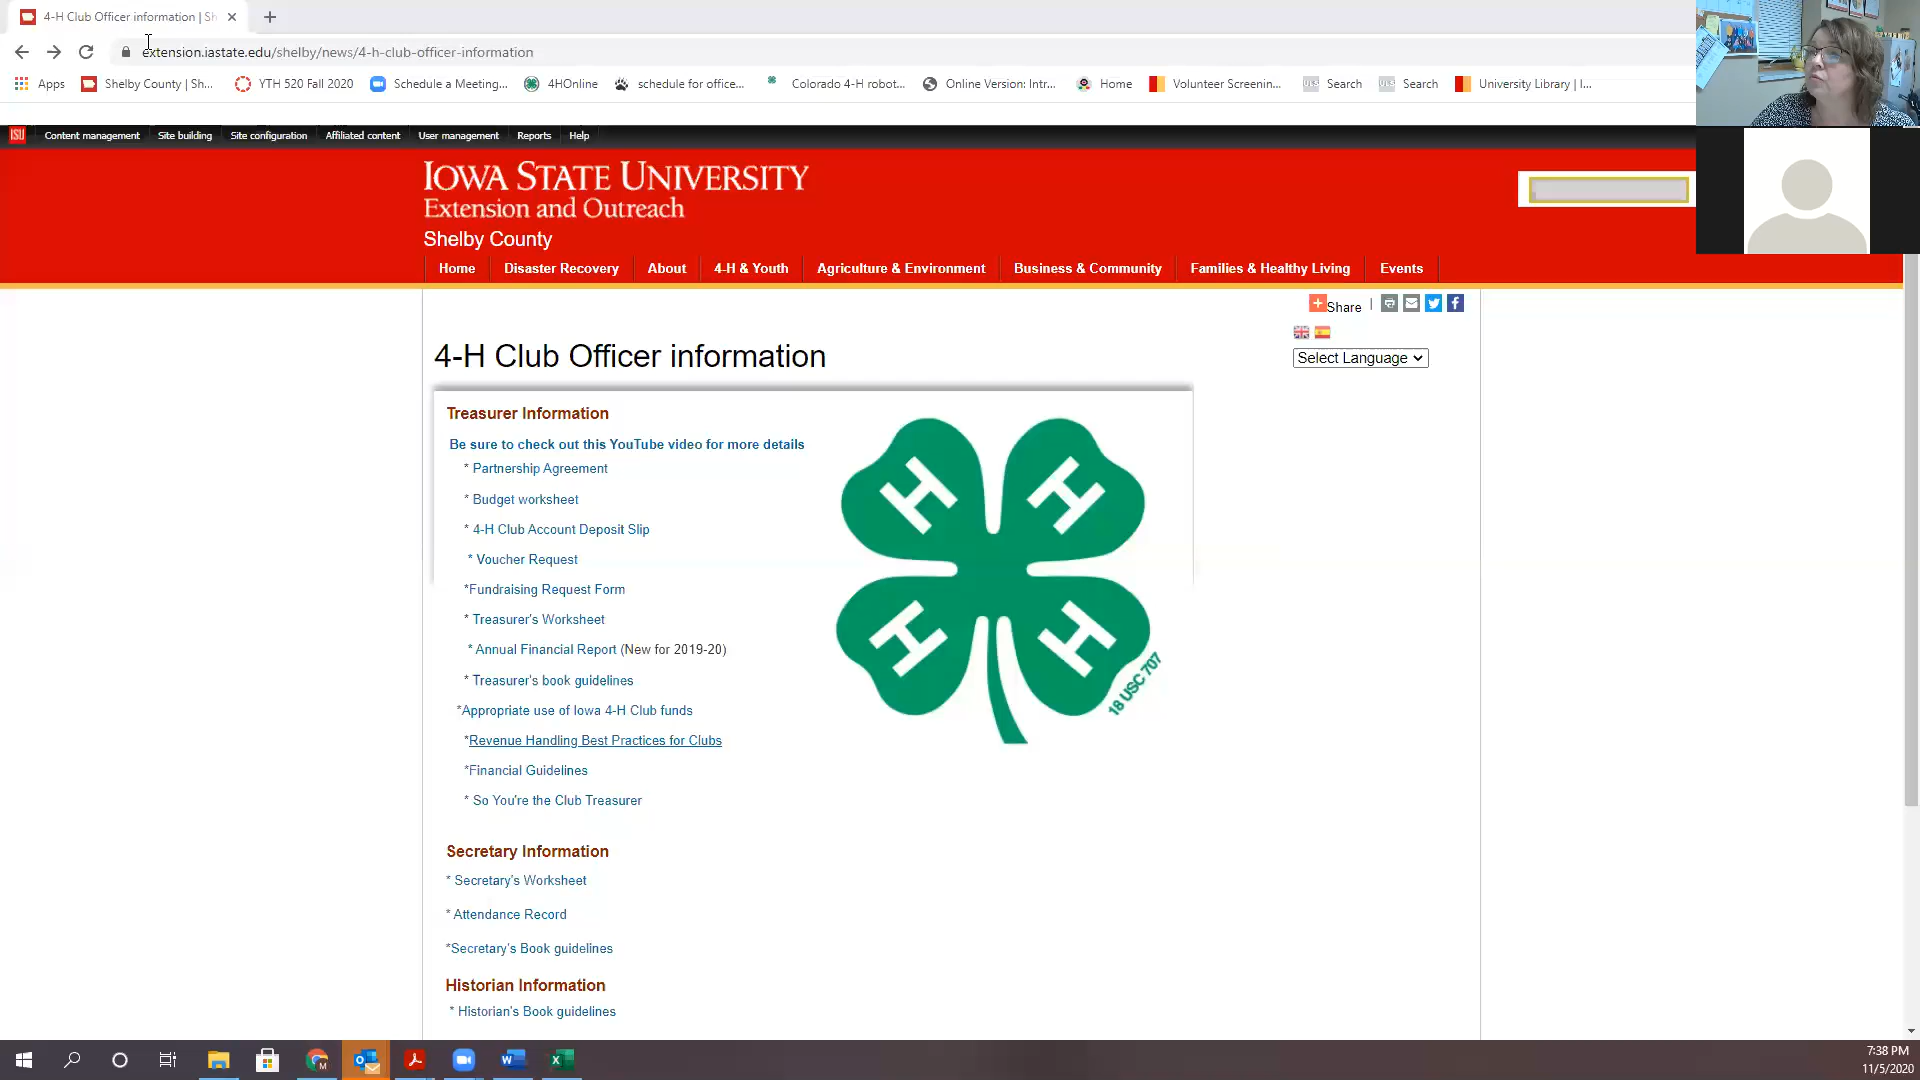 4-H Club Officer information | Sh
extension.iastate.edu/shelby/news/4-h-club-officer-information
Apps
Shelby County | Sh...
YTH 520 Fall 2020
Schedule a Meeting...
4HOnline
schedule for office...
Colorado 4-H robot...
Online Version: Intr...
Home
Volunteer Screenin...
Search
Search
University Library | I...
ISU Content management Site building Site configuration Affiliated content User management Reports Help
IOWA STATE UNIVERSITY
Extension and Outreach
Shelby County
Home Disaster Recovery About 4-H & Youth Agriculture & Environment Business & Community Families & Healthy Living Events
Share |
Select Language
4-H Club Officer information
Treasurer Information
Be sure to check out this YouTube video for more details
* Partnership Agreement
* Budget worksheet
* 4-H Club Account Deposit Slip
* Voucher Request
*Fundraising Request Form
* Treasurer's Worksheet
* Annual Financial Report (New for 2019-20)
* Treasurer's book guidelines
*Appropriate use of Iowa 4-H Club funds
*Revenue Handling Best Practices for Clubs
*Financial Guidelines
* So You're the Club Treasurer
H H
H H
18 USC 707
Secretary Information
* Secretary's Worksheet
* Attendance Record
*Secretary's Book guidelines
Historian Information
* Historian's Book guidelines
7:38 PM
11/5/2020